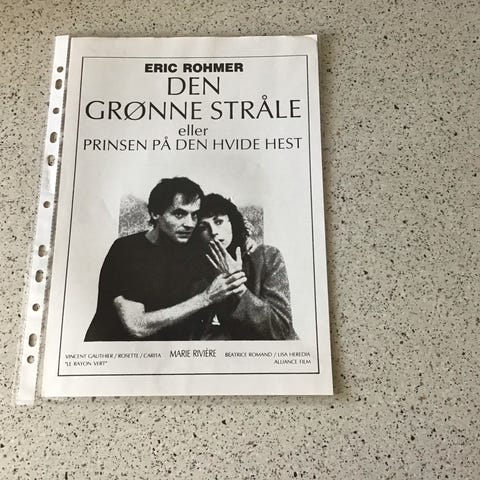 ERIC ROHMER
DEN
GRØNNE STRÅLE
eller
PRINSEN PÅ DEN HVIDE HEST
VINCENT GAUTHIER / ROSETTE / CARITA MARIE RIVIÈRE BÉATRICE ROMAND / LISA HEREDIA
"LE RAYON VERT" ALLIANCE FILM